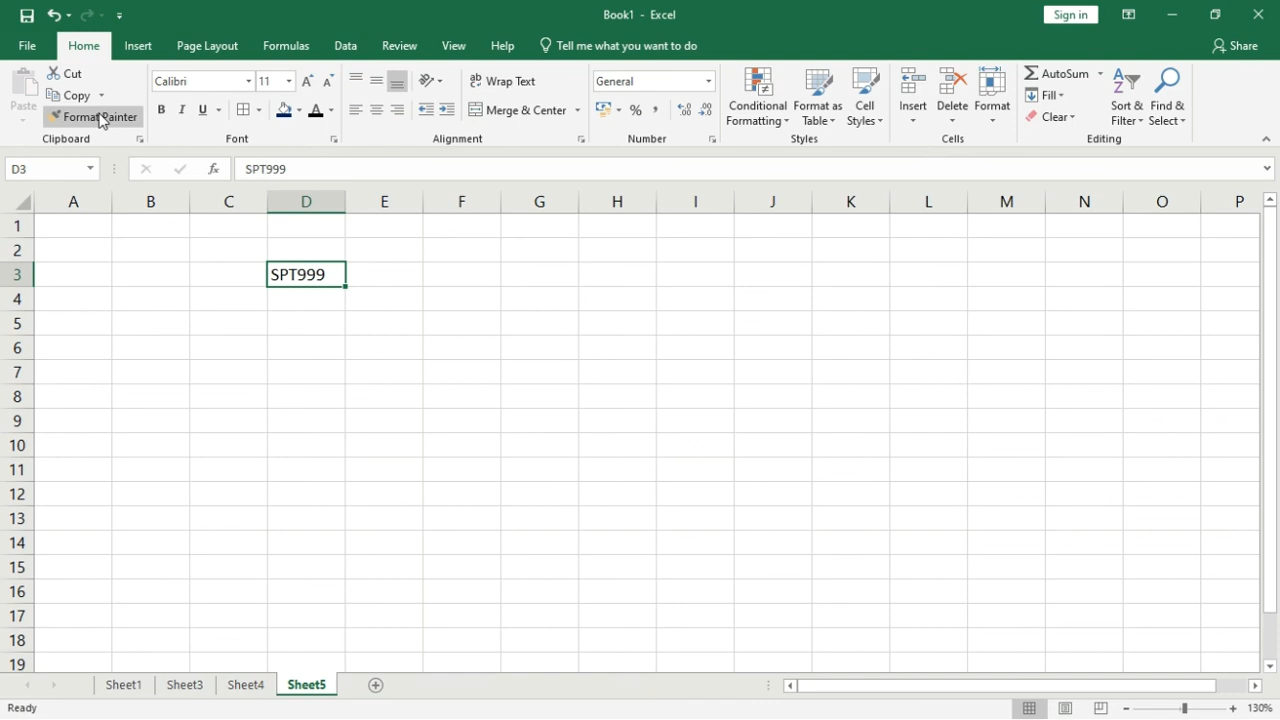 Book1 - Excel
Sign in
File Home Insert Page Layout Formulas Data Review View Help Tell me what you want to do Share
Paste
Cut
Copy
Format Painter
Clipboard
Calibri 11
B I U A
Font
Wrap Text
Merge & Center
Alignment
General
% ,
Number
Conditional Formatting
Format as Table
Cell Styles
Styles
Insert
Delete
Format
Cells
AutoSum
Fill
Clear
Sort & Filter
Find & Select
Editing
D3 fx SPT999
A B C D E F G H I J K L M N O P
1
2
3 SPT999
4
5
6
7
8
9
10
11
12
13
14
15
16
17
18
19
Sheet1 Sheet3 Sheet4 Sheet5
Ready 130%